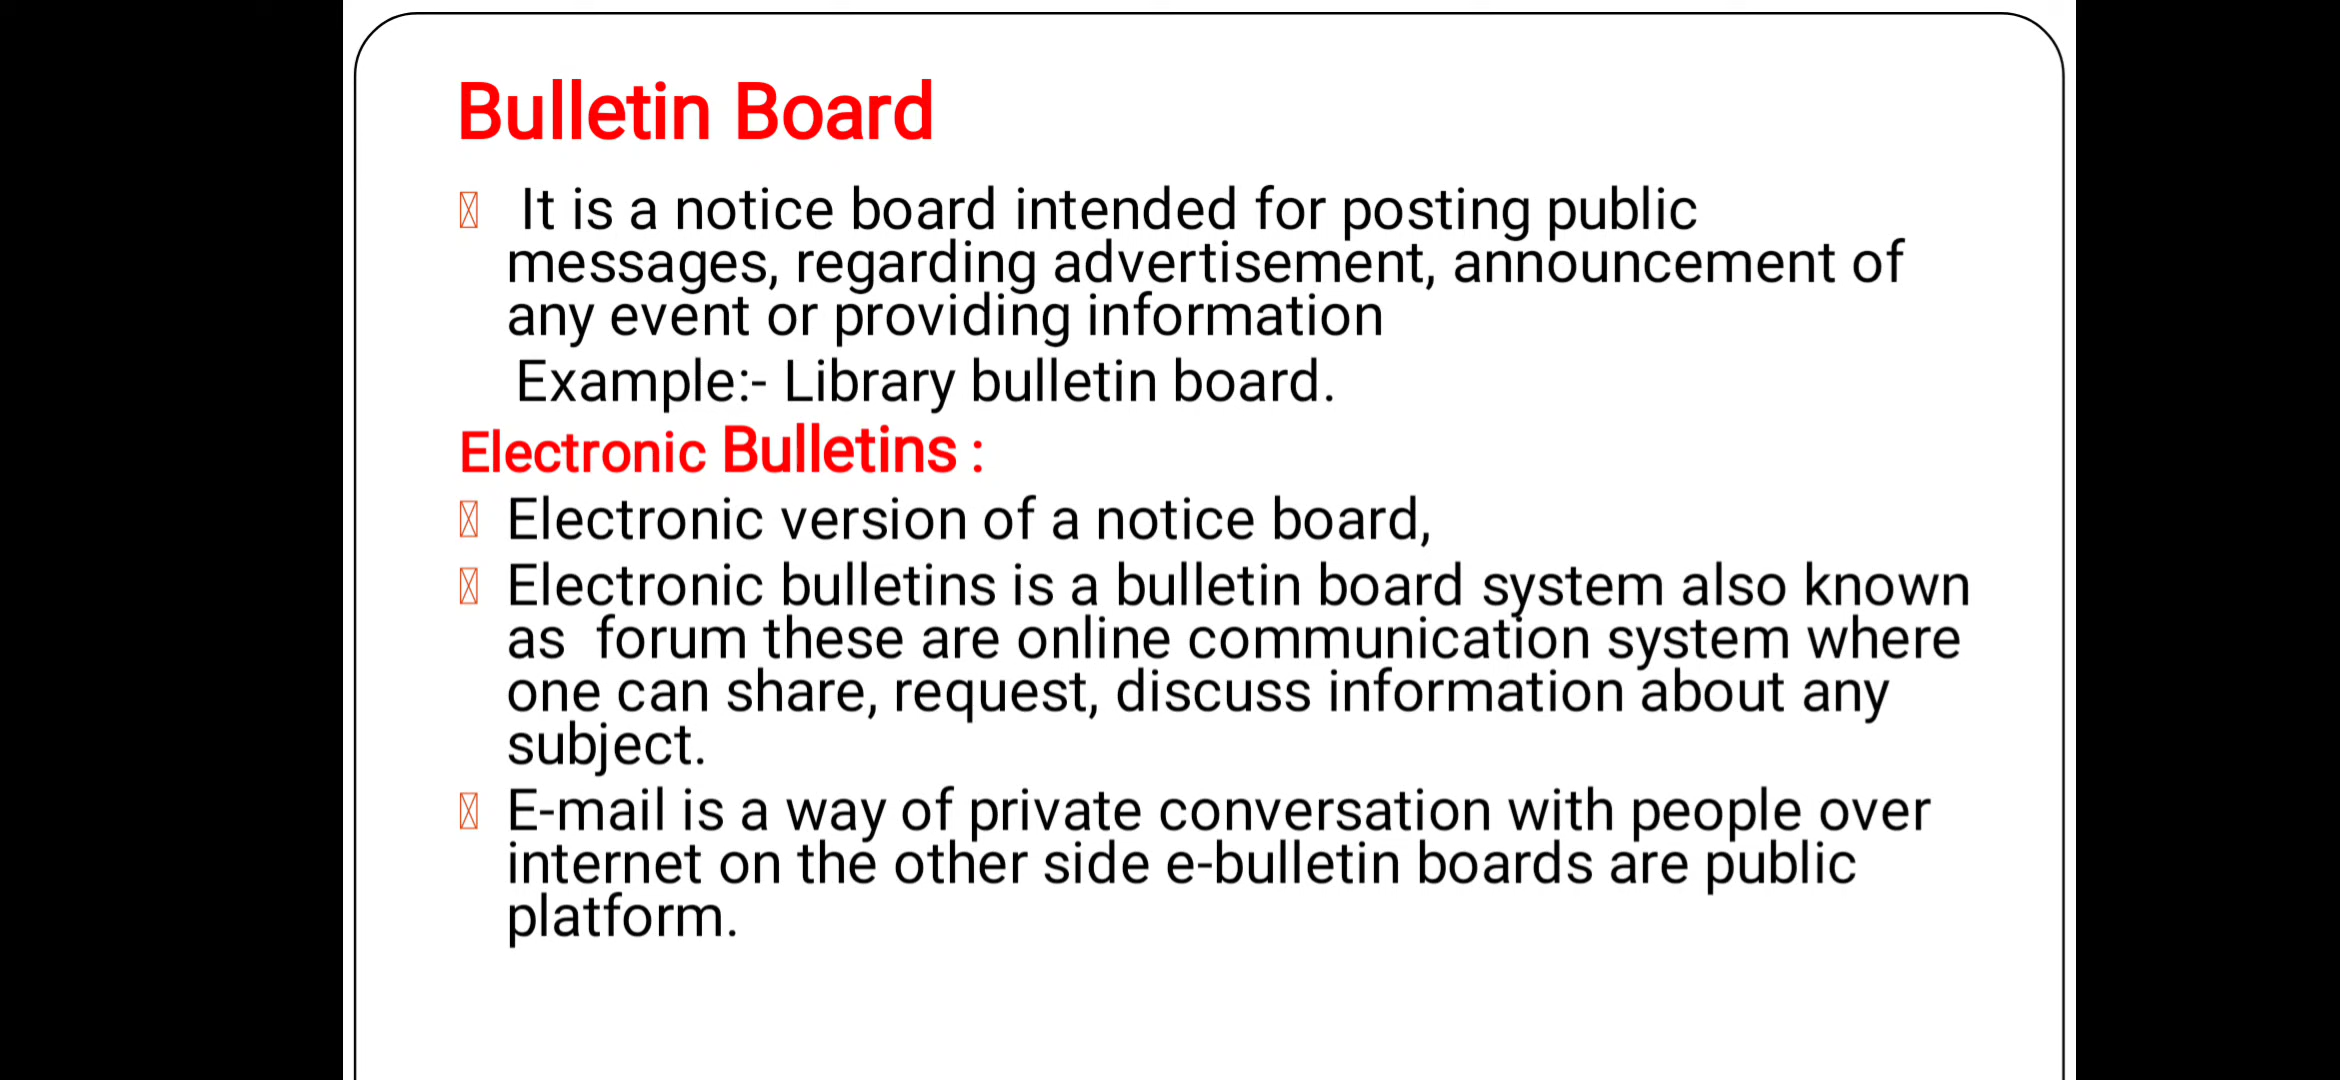 Bulletin Board
It is a notice board intended for posting public
messages, regarding advertisement, announcement of
any event or providing information
Example:- Library bulletin board.
Electronic Bulletins :
Electronic version of a notice board,
Electronic bulletins is a bulletin board system also known
as  forum these are online communication system where
one can share, request, discuss information about any
subject.
E-mail is a way of private conversation with people over
internet on the other side e-bulletin boards are public
platform.